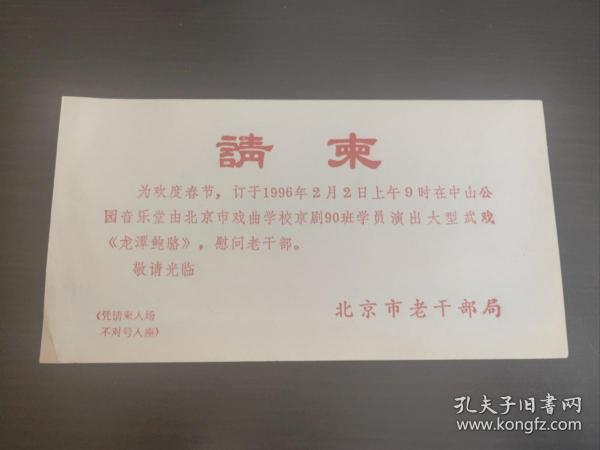 請柬
为欢度春节，订于1996年2月2日上午9时在中山公
园音乐堂由北京市戏曲学校京剧90班学员演出大型武戏
《龙潭鲍骆》，慰问老干部。
敬请光临
北京市老干部局
(凭请柬入场
不对号入座)
孔夫子旧书网
www.kongfz.com